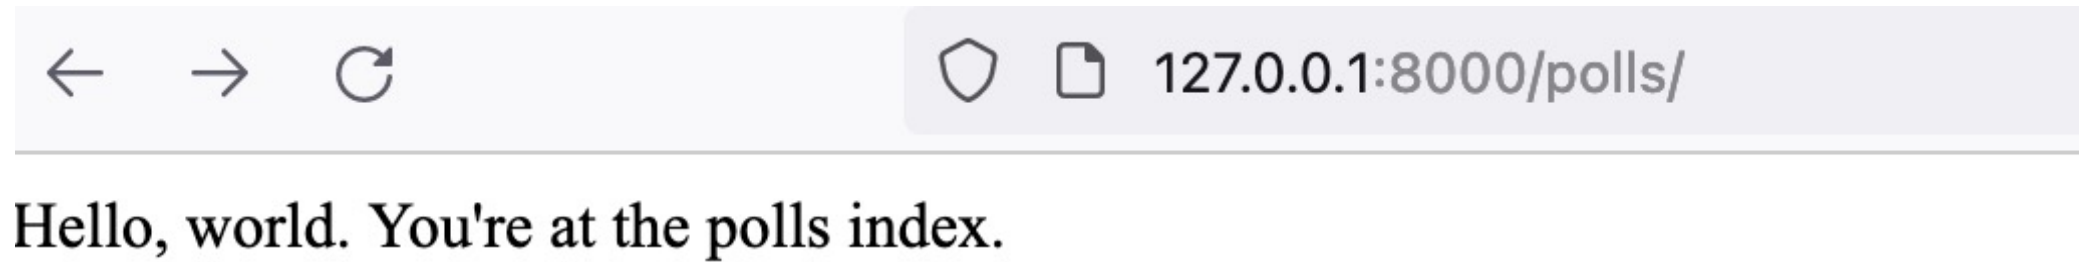 127.0.0.1:8000/polls/
Hello, world. You're at the polls index.